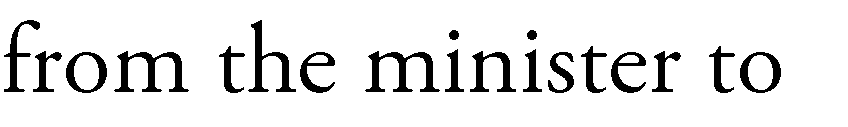 from the minister to